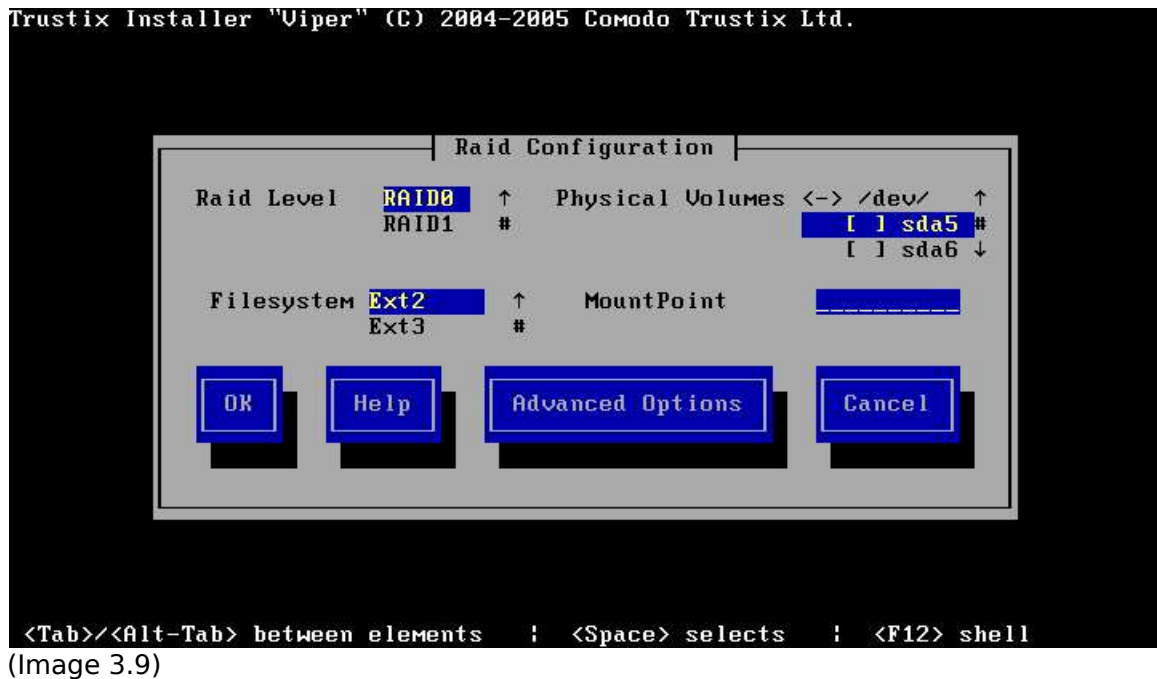 Trustix Installer "Viper" (C) 2004-2005 Comodo Trustix Ltd.
Raid Configuration
Raid Level RAID0 ↑ Physical Volumes <-> /dev/ ↑
RAID1 # [ ] sda5 #
[ ] sda6 ↓
Filesystem Ext2 ↑ MountPoint __________
Ext3 #
OK Help Advanced Options Cancel
<Tab>/<Alt-Tab> between elements ¦ <Space> selects ¦ <F12> shell
(Image 3.9)